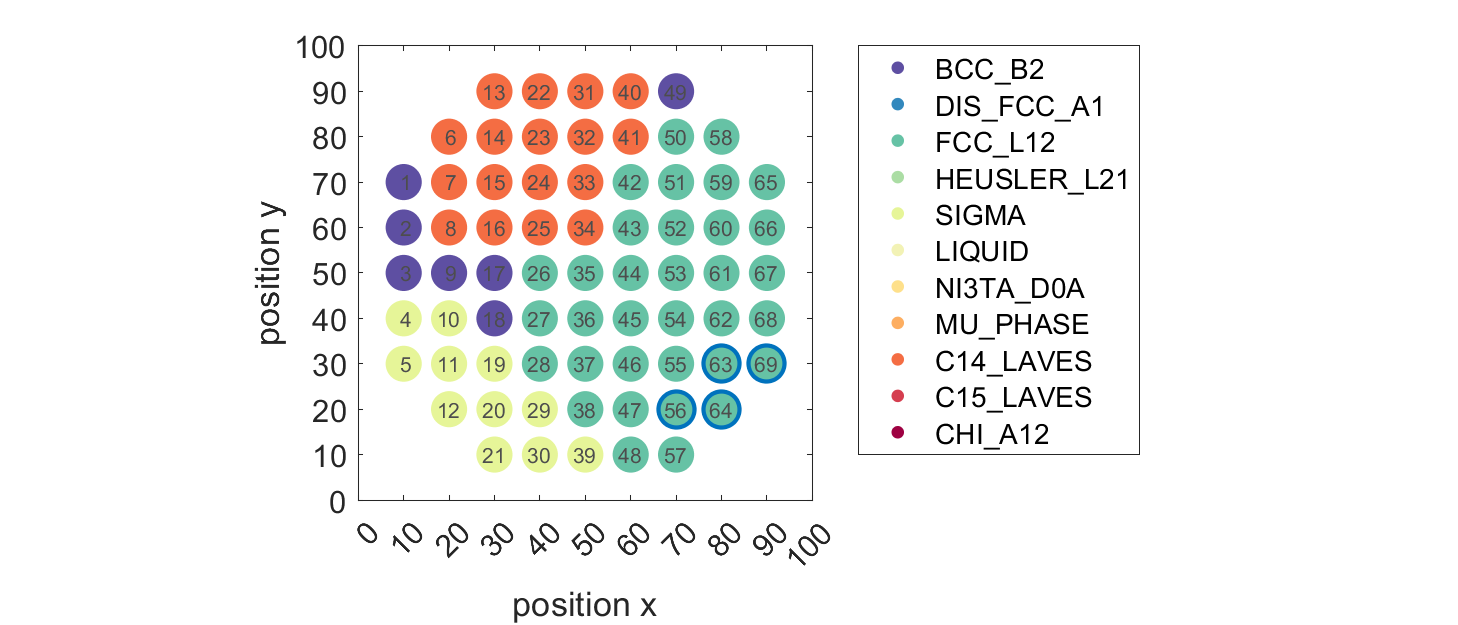 100
90
80
70
60
50
40
30
20
10
0
position y
13 22 31 40 49
6 14 23 32 41 50 58
1 7 15 24 33 42 51 59 65
2 8 16 25 34 43 52 60 66
3 9 17 26 35 44 53 61 67
4 10 18 27 36 45 54 62 68
5 11 19 28 37 46 55 63 69
12 20 29 38 47 56 64
21 30 39 48 57
0 10 20 30 40 50 60 70 80 90 100
position x
BCC_B2
DIS_FCC_A1
FCC_L12
HEUSLER_L21
SIGMA
LIQUID
NI3TA_D0A
MU_PHASE
C14_LAVES
C15_LAVES
CHI_A12